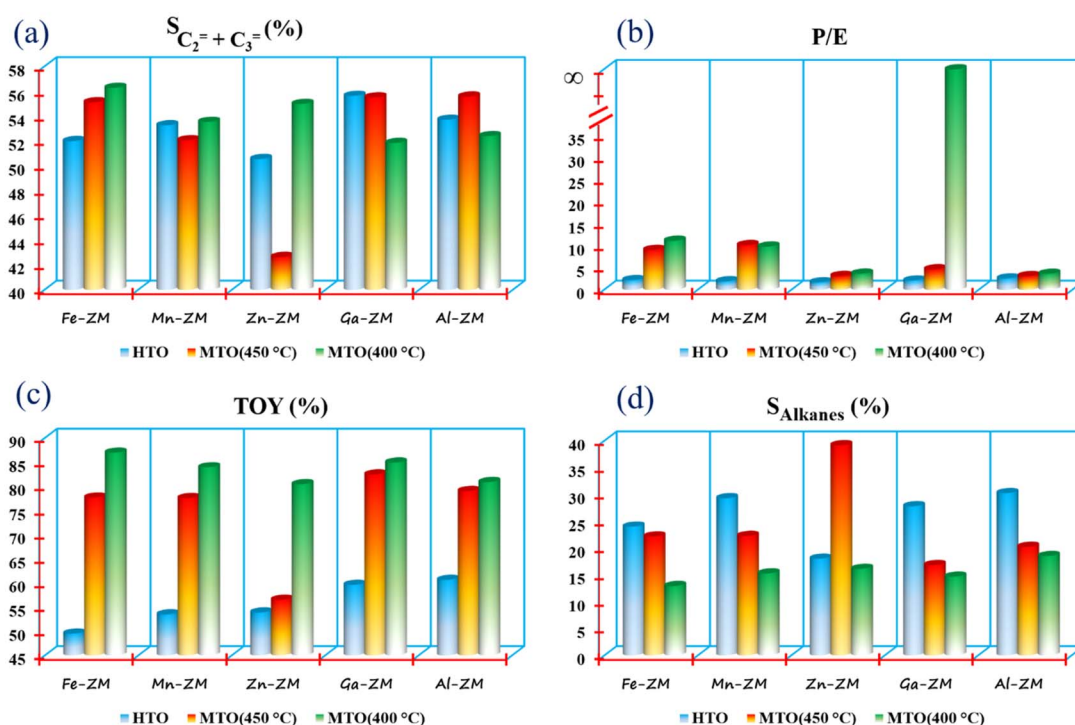 (a)
S C₂⁼ + C₃⁼ (%)
58
56
54
52
50
48
46
44
42
40
Fe-ZM Mn-ZM Zn-ZM Ga-ZM Al-ZM
HTO MTO(450 °C) MTO(400 °C)
(b)
P/E
∞
35
30
25
20
15
10
5
0
Fe-ZM Mn-ZM Zn-ZM Ga-ZM Al-ZM
HTO MTO(450 °C) MTO(400 °C)
(c)
TOY (%)
90
85
80
75
70
65
60
55
50
45
Fe-ZM Mn-ZM Zn-ZM Ga-ZM Al-ZM
HTO MTO(450 °C) MTO(400 °C)
(d)
S Alkanes (%)
40
35
30
25
20
15
10
5
0
Fe-ZM Mn-ZM Zn-ZM Ga-ZM Al-ZM
HTO MTO(450 °C) MTO(400 °C)